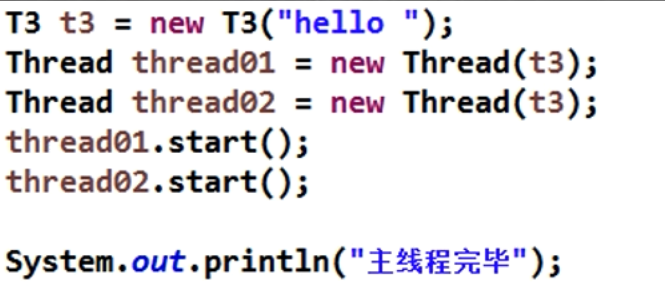 T3 t3 = new T3("hello ");
Thread thread01 = new Thread(t3);
Thread thread02 = new Thread(t3);
thread01.start();
thread02.start();
System.out.println("主线程完毕");